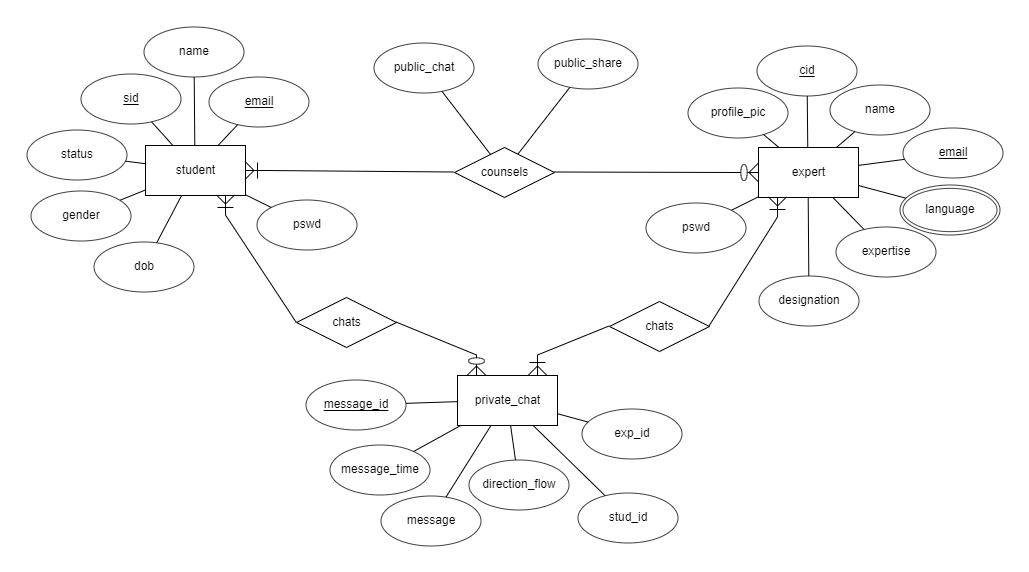 name
public_chat
public_share
cid
sid
email
profile_pic
name
status
student
counsels
expert
email
gender
pswd
pswd
language
dob
expertise
designation
chats
chats
message_id
private_chat
exp_id
message_time
direction_flow
message
stud_id